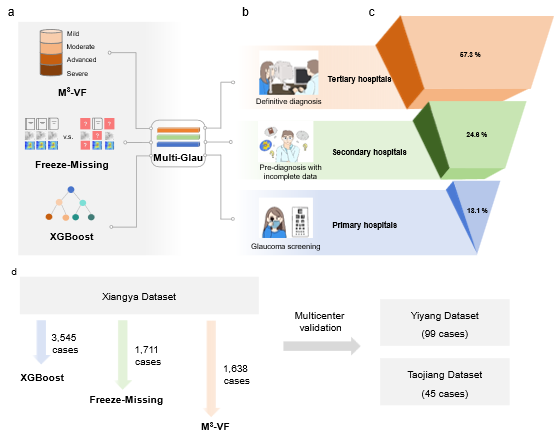 a
b
c
Mild
Moderate
Advanced
Severe
M³-VF
v.s.
Freeze-Missing
XGBoost
Multi-Glau
Definitive diagnosis
Tertiary hospitals
67.3 %
Pre-diagnosis with
incomplete data
Secondary hospitals
24.6 %
Glaucoma screening
Primary hospitals
13.1 %
d
Xiangya Dataset
3,545
cases
XGBoost
1,711
cases
Freeze-Missing
1,638
cases
M³-VF
Multicenter
validation
Yiyang Dataset
(99 cases)
Taojiang Dataset
(45 cases)